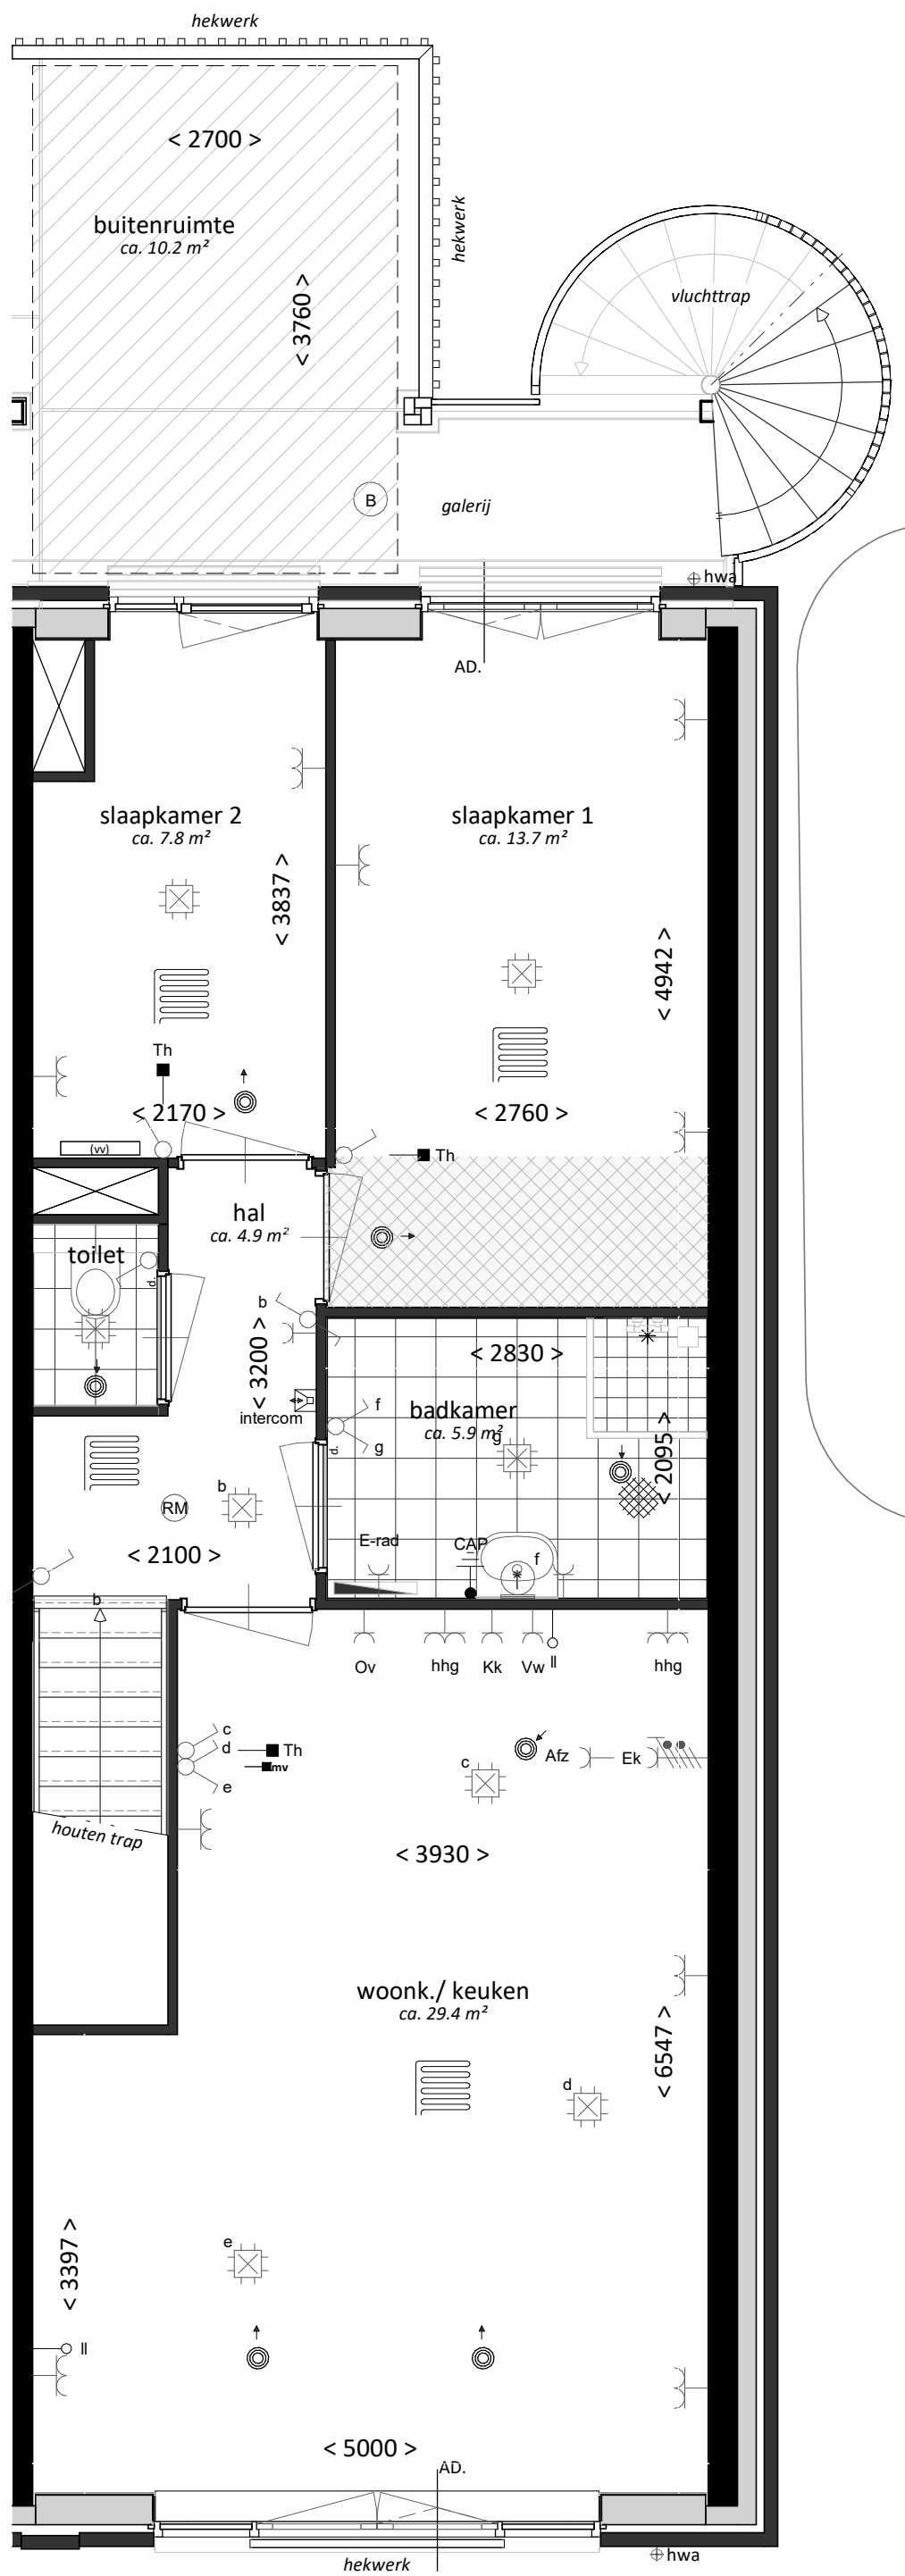 hekwerk
< 2700 >
buitenruimte
ca. 10.2 m²
hekwerk
< 3760 >
vluchttrap
B
galerij
hwa
AD.
slaapkamer 2
ca. 7.8 m²
slaapkamer 1
ca. 13.7 m²
< 3837 >
< 4942 >
Th
< 2170 >
< 2760 >
(vv)
Th
hal
ca. 4.9 m²
toilet
d.
b
< 3200 >
< 2830 >
intercom
f
badkamer
ca. 5.9 m²
g
g
d.
< 2095 >
b
RM
< 2100 >
E-rad
CAP
f
b
Ov
hhg
Kk
Vw
ll
hhg
c
d
Th
mv
e
c
Afz
Ek
houten trap
< 3930 >
woonk./ keuken
ca. 29.4 m²
< 6547 >
d
e
< 3397 >
ll
< 5000 >
AD.
hekwerk
hwa